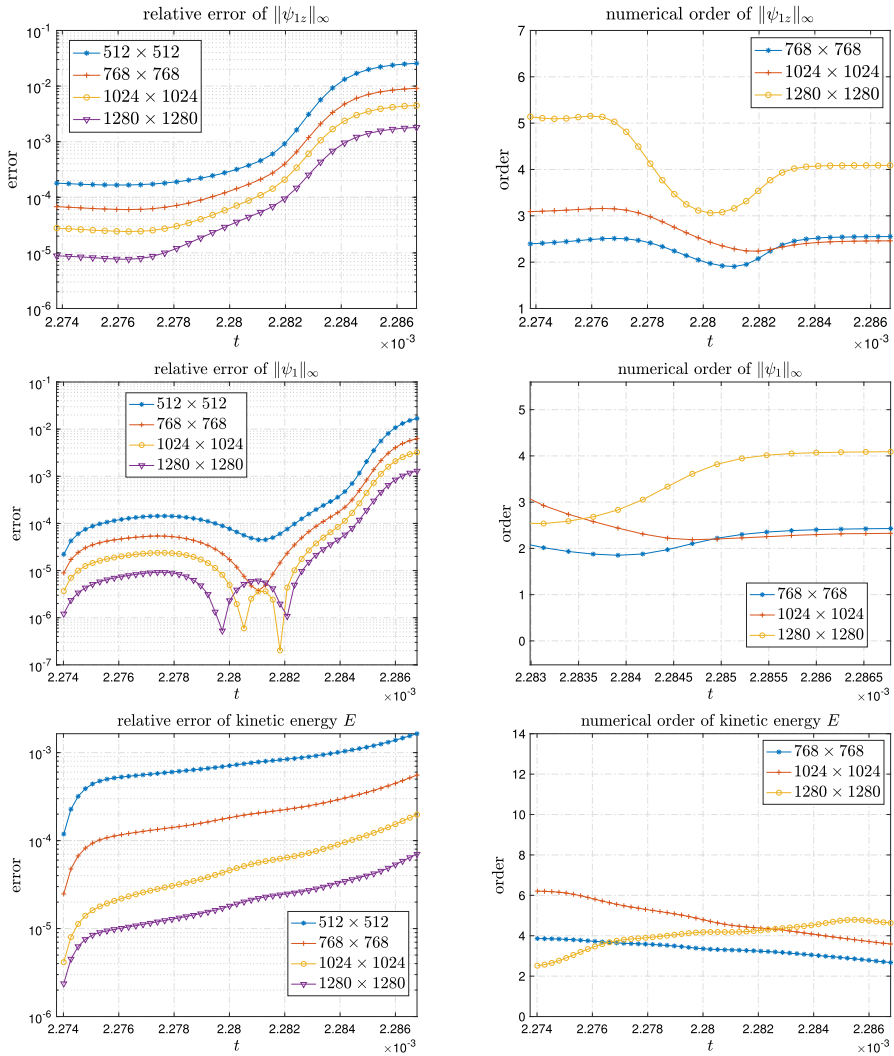 relative error of ‖ψ₁z‖∞
10⁻¹
10⁻²
10⁻³
10⁻⁴
10⁻⁵
10⁻⁶
error
512 × 512
768 × 768
1024 × 1024
1280 × 1280
2.274 2.276 2.278 2.28 2.282 2.284 2.286
t
×10⁻³
numerical order of ‖ψ₁z‖∞
7
6
5
4
3
2
1
order
768 × 768
1024 × 1024
1280 × 1280
2.274 2.276 2.278 2.28 2.282 2.284 2.286
t
×10⁻³
relative error of ‖ψ₁‖∞
10⁻¹
10⁻²
10⁻³
10⁻⁴
10⁻⁵
10⁻⁶
10⁻⁷
error
512 × 512
768 × 768
1024 × 1024
1280 × 1280
2.274 2.276 2.278 2.28 2.282 2.284 2.286
t
×10⁻³
numerical order of ‖ψ₁‖∞
5
4
3
2
1
0
order
768 × 768
1024 × 1024
1280 × 1280
2.283 2.2835 2.284 2.2845 2.285 2.2855 2.286 2.2865
t
×10⁻³
relative error of kinetic energy E
10⁻³
10⁻⁴
10⁻⁵
10⁻⁶
error
512 × 512
768 × 768
1024 × 1024
1280 × 1280
2.274 2.276 2.278 2.28 2.282 2.284 2.286
t
×10⁻³
numerical order of kinetic energy E
14
12
10
8
6
4
2
0
order
768 × 768
1024 × 1024
1280 × 1280
2.274 2.276 2.278 2.28 2.282 2.284 2.286
t
×10⁻³